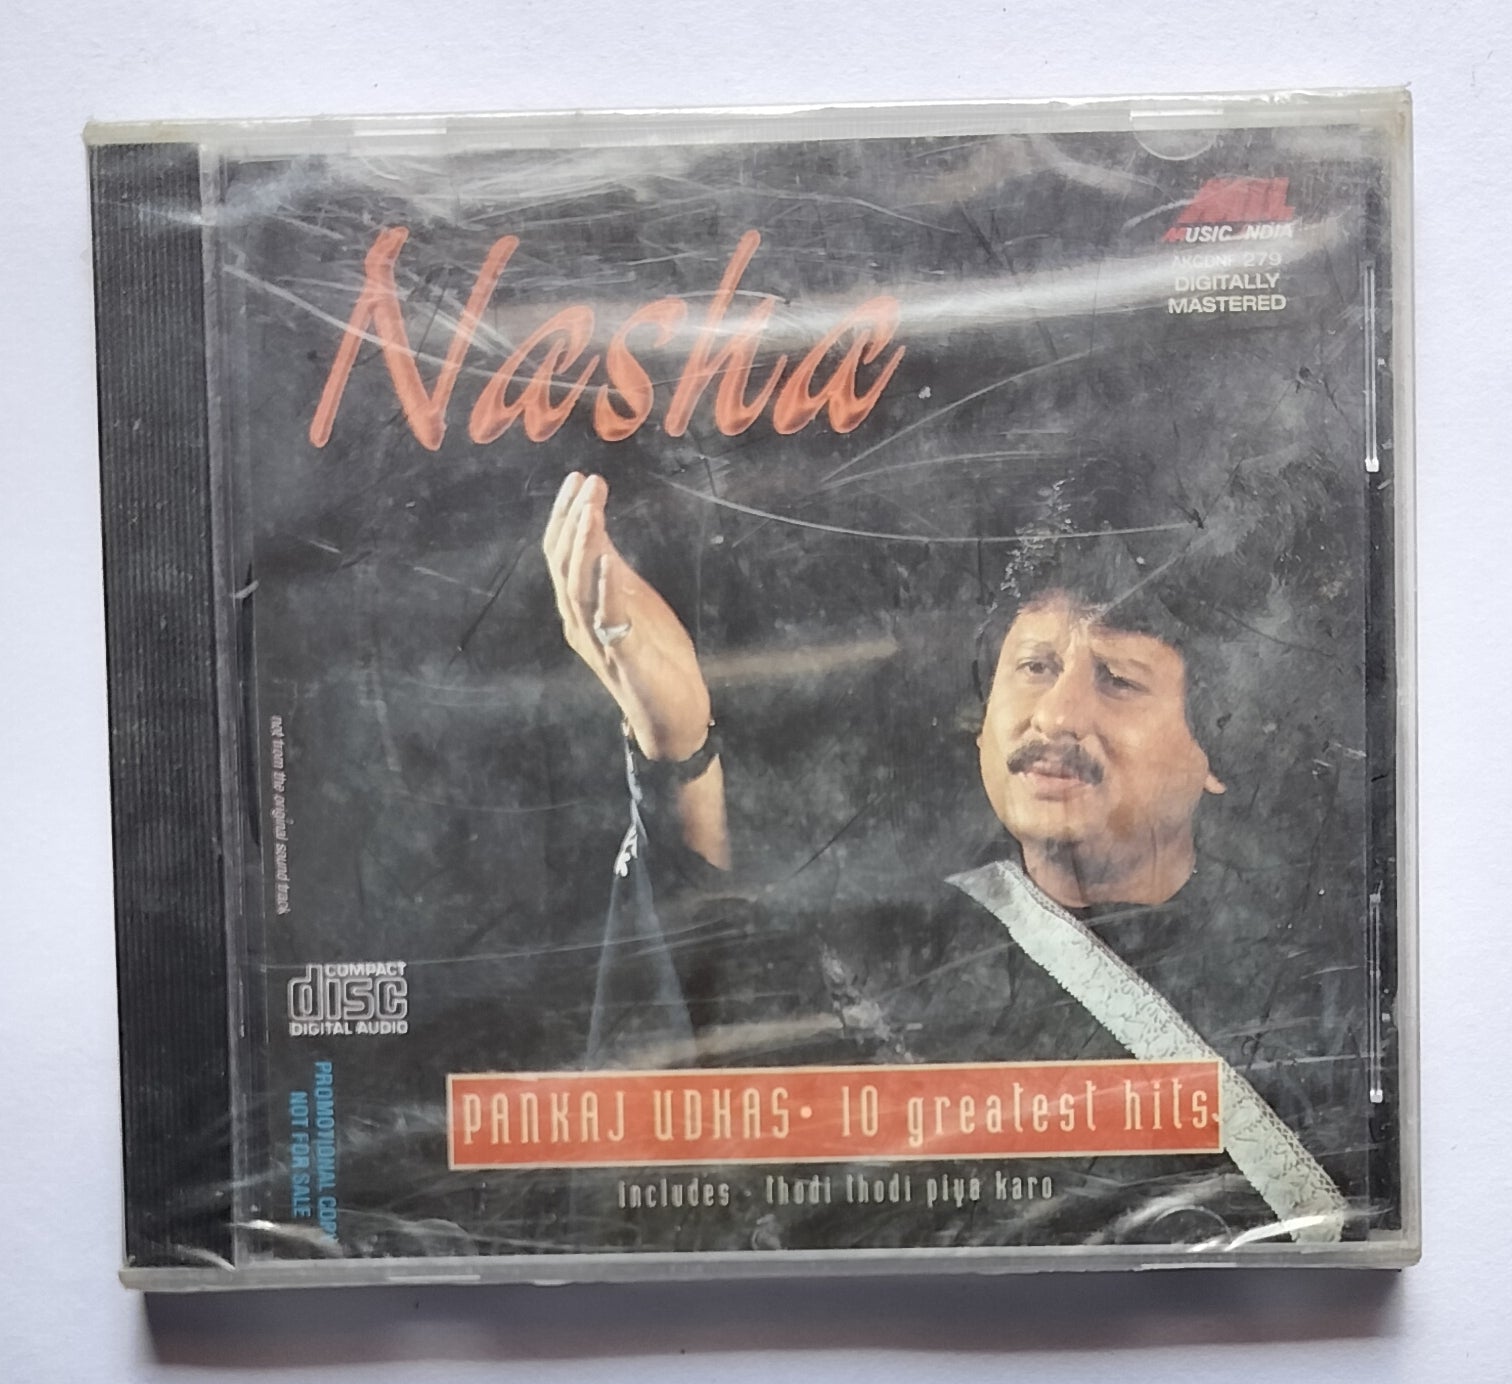 Nasha
MUSIC INDIA
279
DIGITALLY
MASTERED
not from the original sound track
COMPACT
disc
DIGITAL AUDIO
PROMOTIONAL COPY
NOT FOR SALE
PANKAJ UDHAS • 10 greatest hits
includes - thodi thodi piya karo